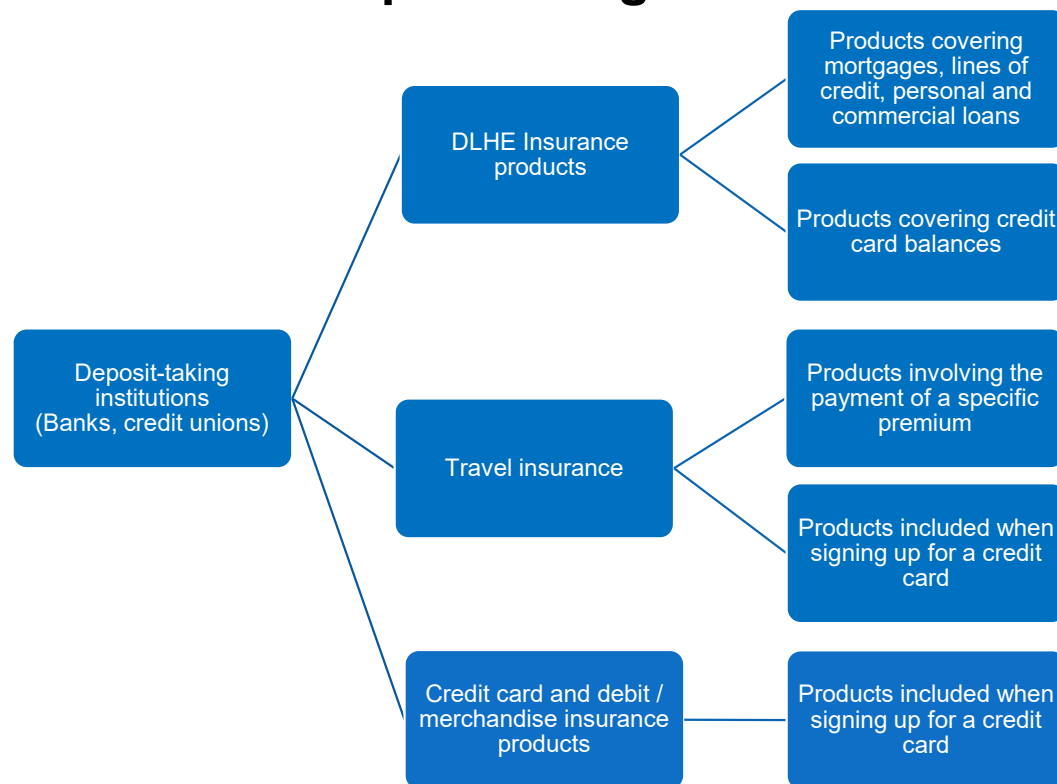 Products covering
mortgages, lines of
credit, personal and
commercial loans
DLHE Insurance
products
Products covering credit
card balances
Deposit-taking
institutions
(Banks, credit unions)
Products involving the
payment of a specific
premium
Travel insurance
Products included when
signing up for a credit
card
Credit card and debit /
merchandise insurance
products
Products included when
signing up for a credit
card